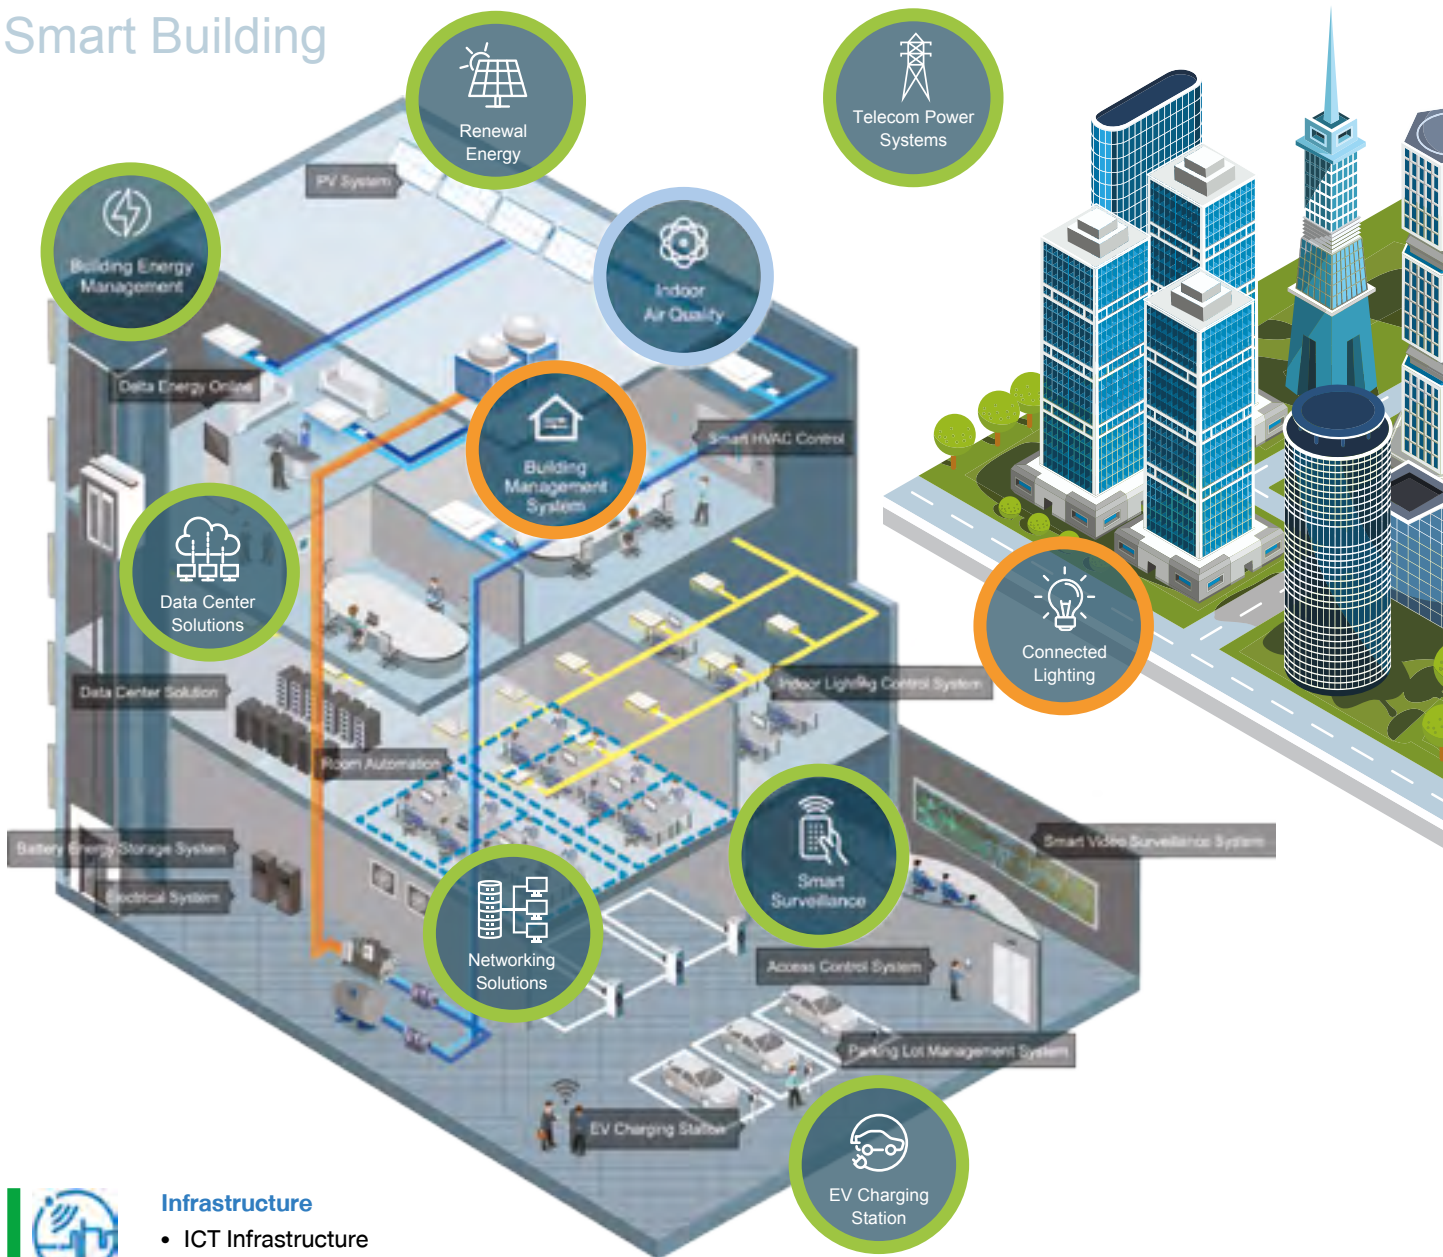 Smart Building
Renewal
Energy
Telecom Power
Systems
PV System
Building Energy
Management
Indoor
Air Quality
Delta Energy Online
Smart HVAC Control
Building
Management
System
Data Center
Solutions
Connected
Lighting
Data Center Solution
Indoor Lighting Control System
Room Automation
Smart Video Surveillance System
Battery Energy Storage System
Smart
Surveillance
Electrical System
Networking
Solutions
Access Control System
Parking Lot Management System
EV Charging Station
EV Charging
Station
Infrastructure
• ICT Infrastructure